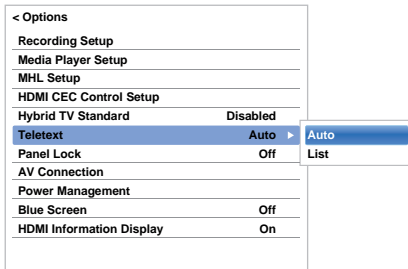 < Options
Recording Setup
Media Player Setup
MHL Setup
HDMI CEC Control Setup
Hybrid TV Standard Disabled
Teletext Auto
Auto
Panel Lock Off
List
AV Connection
Power Management
Blue Screen Off
HDMI Information Display On